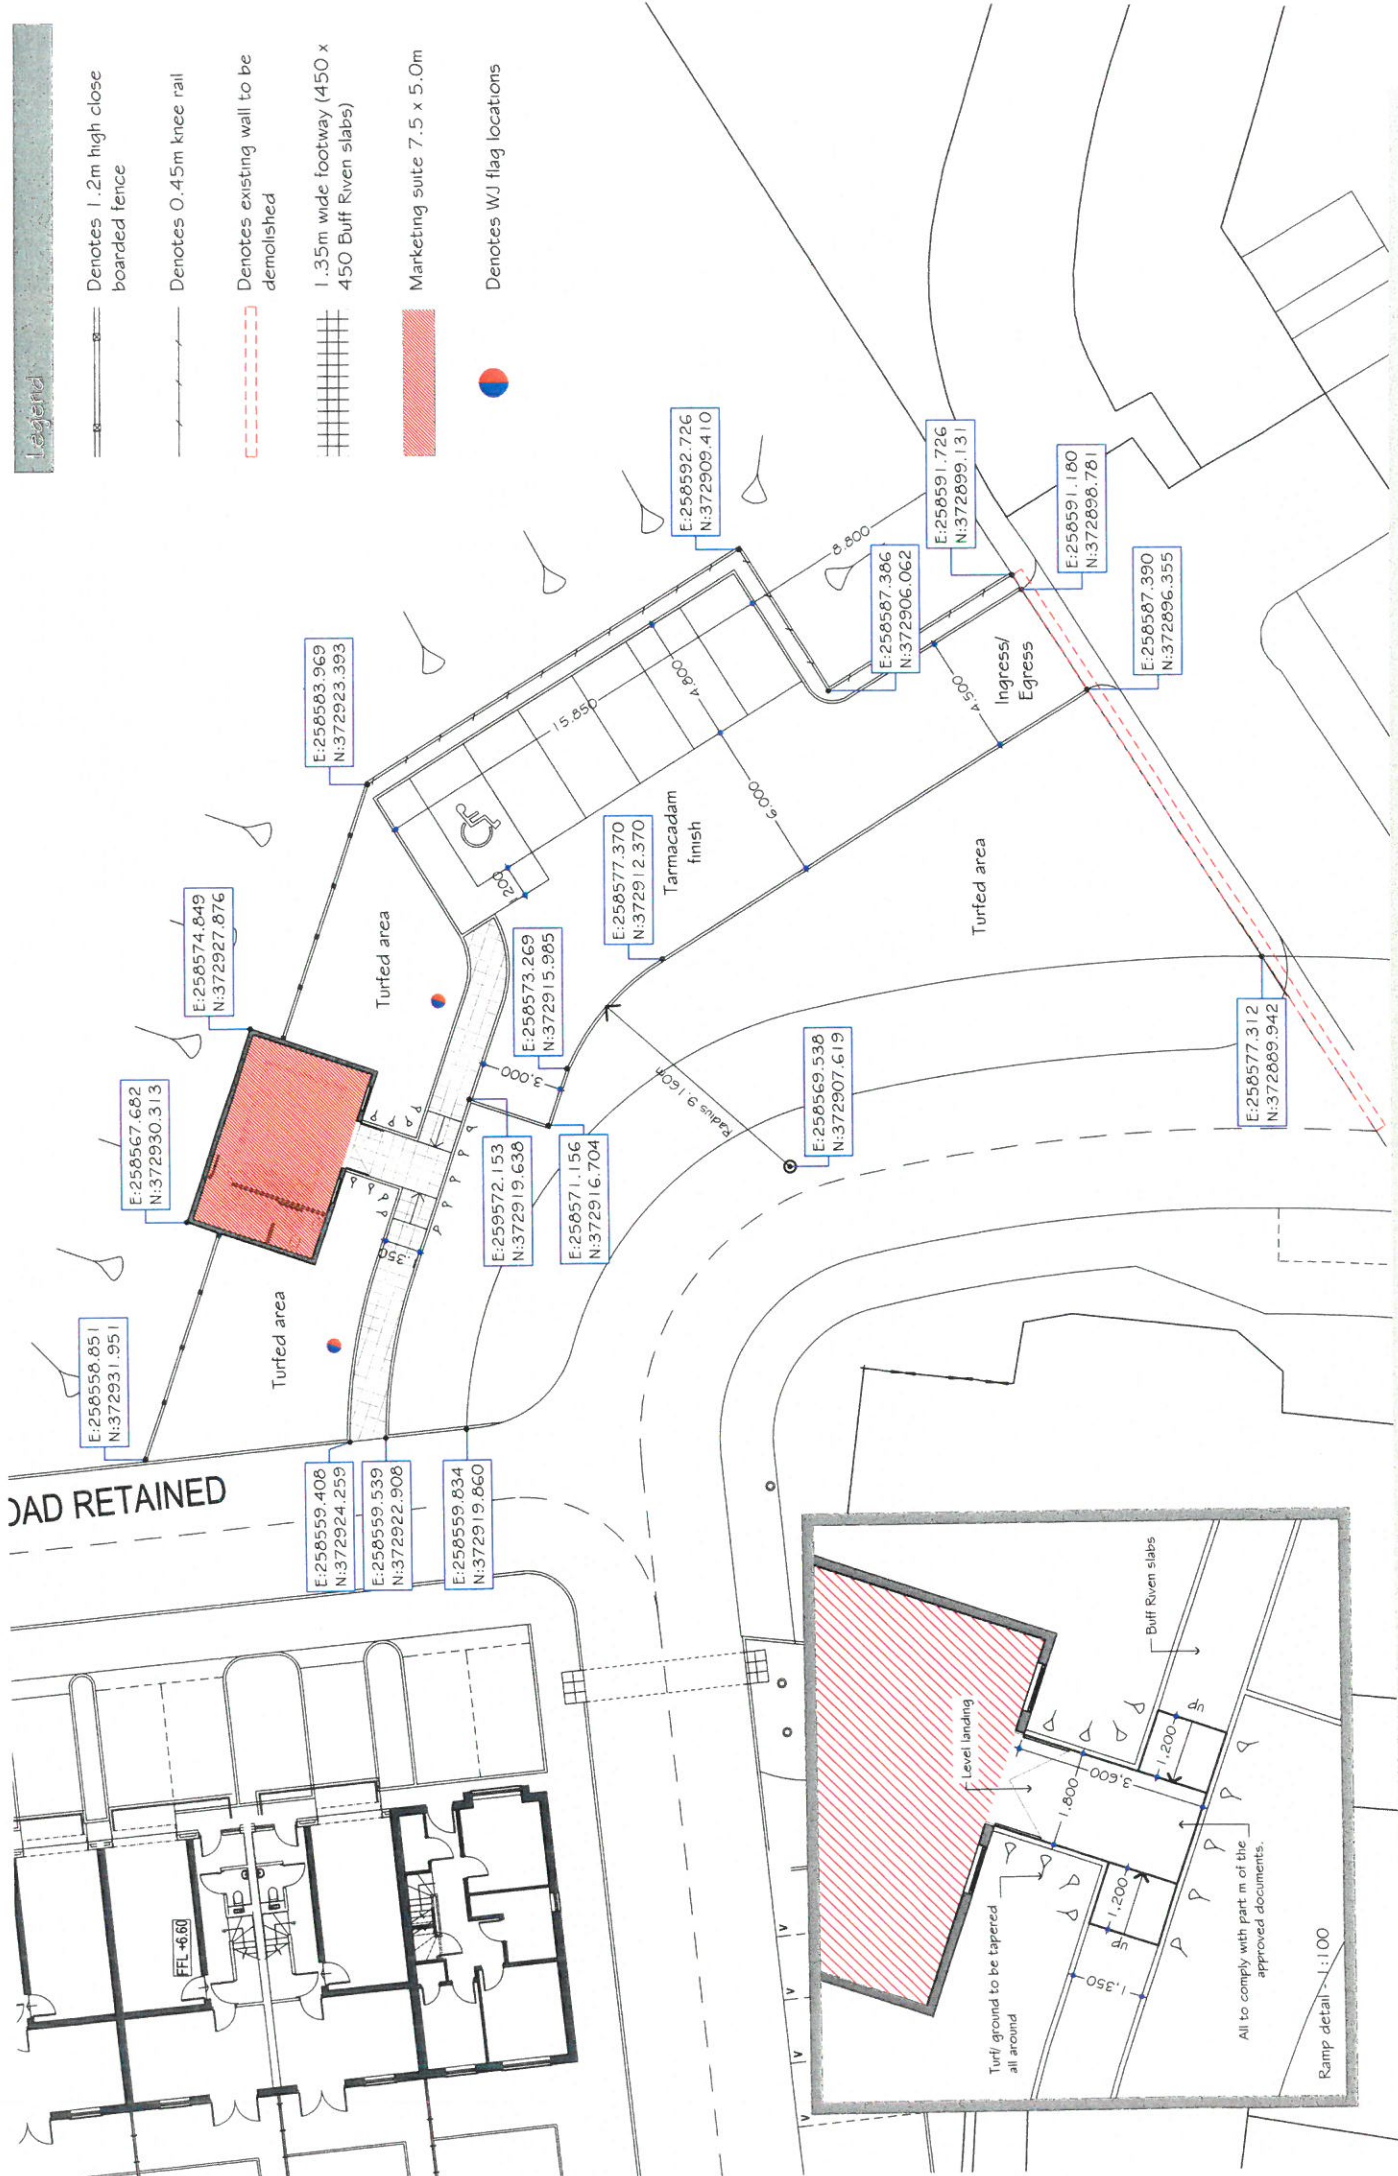 Legend
Denotes 1.2m high close
boarded fence
Denotes 0.45m knee rail
Denotes existing wall to be
demolished
1.35m wide footway (450 x
450 Buff Riven slabs)
Marketing suite 7.5 x 5.0m
Denotes WJ flag locations
OAD RETAINED
E:258558.851
N:372931.951
E:258567.682
N:372930.313
E:258574.849
N:372927.876
E:258583.969
N:372923.393
E:258592.726
N:372909.410
E:258587.386
N:372906.062
E:258591.726
N:372899.131
E:258591.180
N:372898.781
E:258587.390
N:372896.355
E:258577.312
N:372889.942
E:258577.370
N:372912.370
E:258573.269
N:372915.985
E:259572.153
N:372919.638
E:258571.156
N:372916.704
E:258569.538
N:372907.619
E:258559.408
N:372924.259
E:258559.539
N:372922.908
E:258559.834
N:372919.860
Turfed area
Turfed area
Turfed area
Tarmacadam
finish
Ingress/
Egress
15.850
4.800
6.000
4.500
8.800
3.000
1.350
Radius 9.160m
FFL +6.60
Level landing
Buff Riven slabs
Turf/ ground to be tapered
all around
1.800
3.600
1.200
1.200
1.350
up
up
All to comply with part m of the
approved documents.
Ramp detail - 1:100